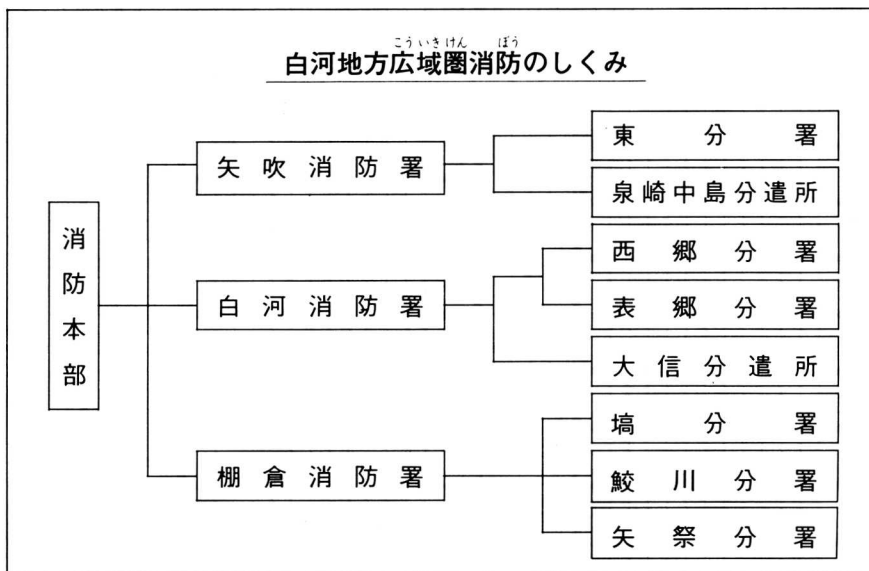 こういきけん ぼう
白河地方広域圏消防のしくみ
消防本部
矢吹消防署
東分署
泉崎中島分遣所
白河消防署
西郷分署
表郷分署
大信分遣所
棚倉消防署
塙分署
鮫川分署
矢祭分署